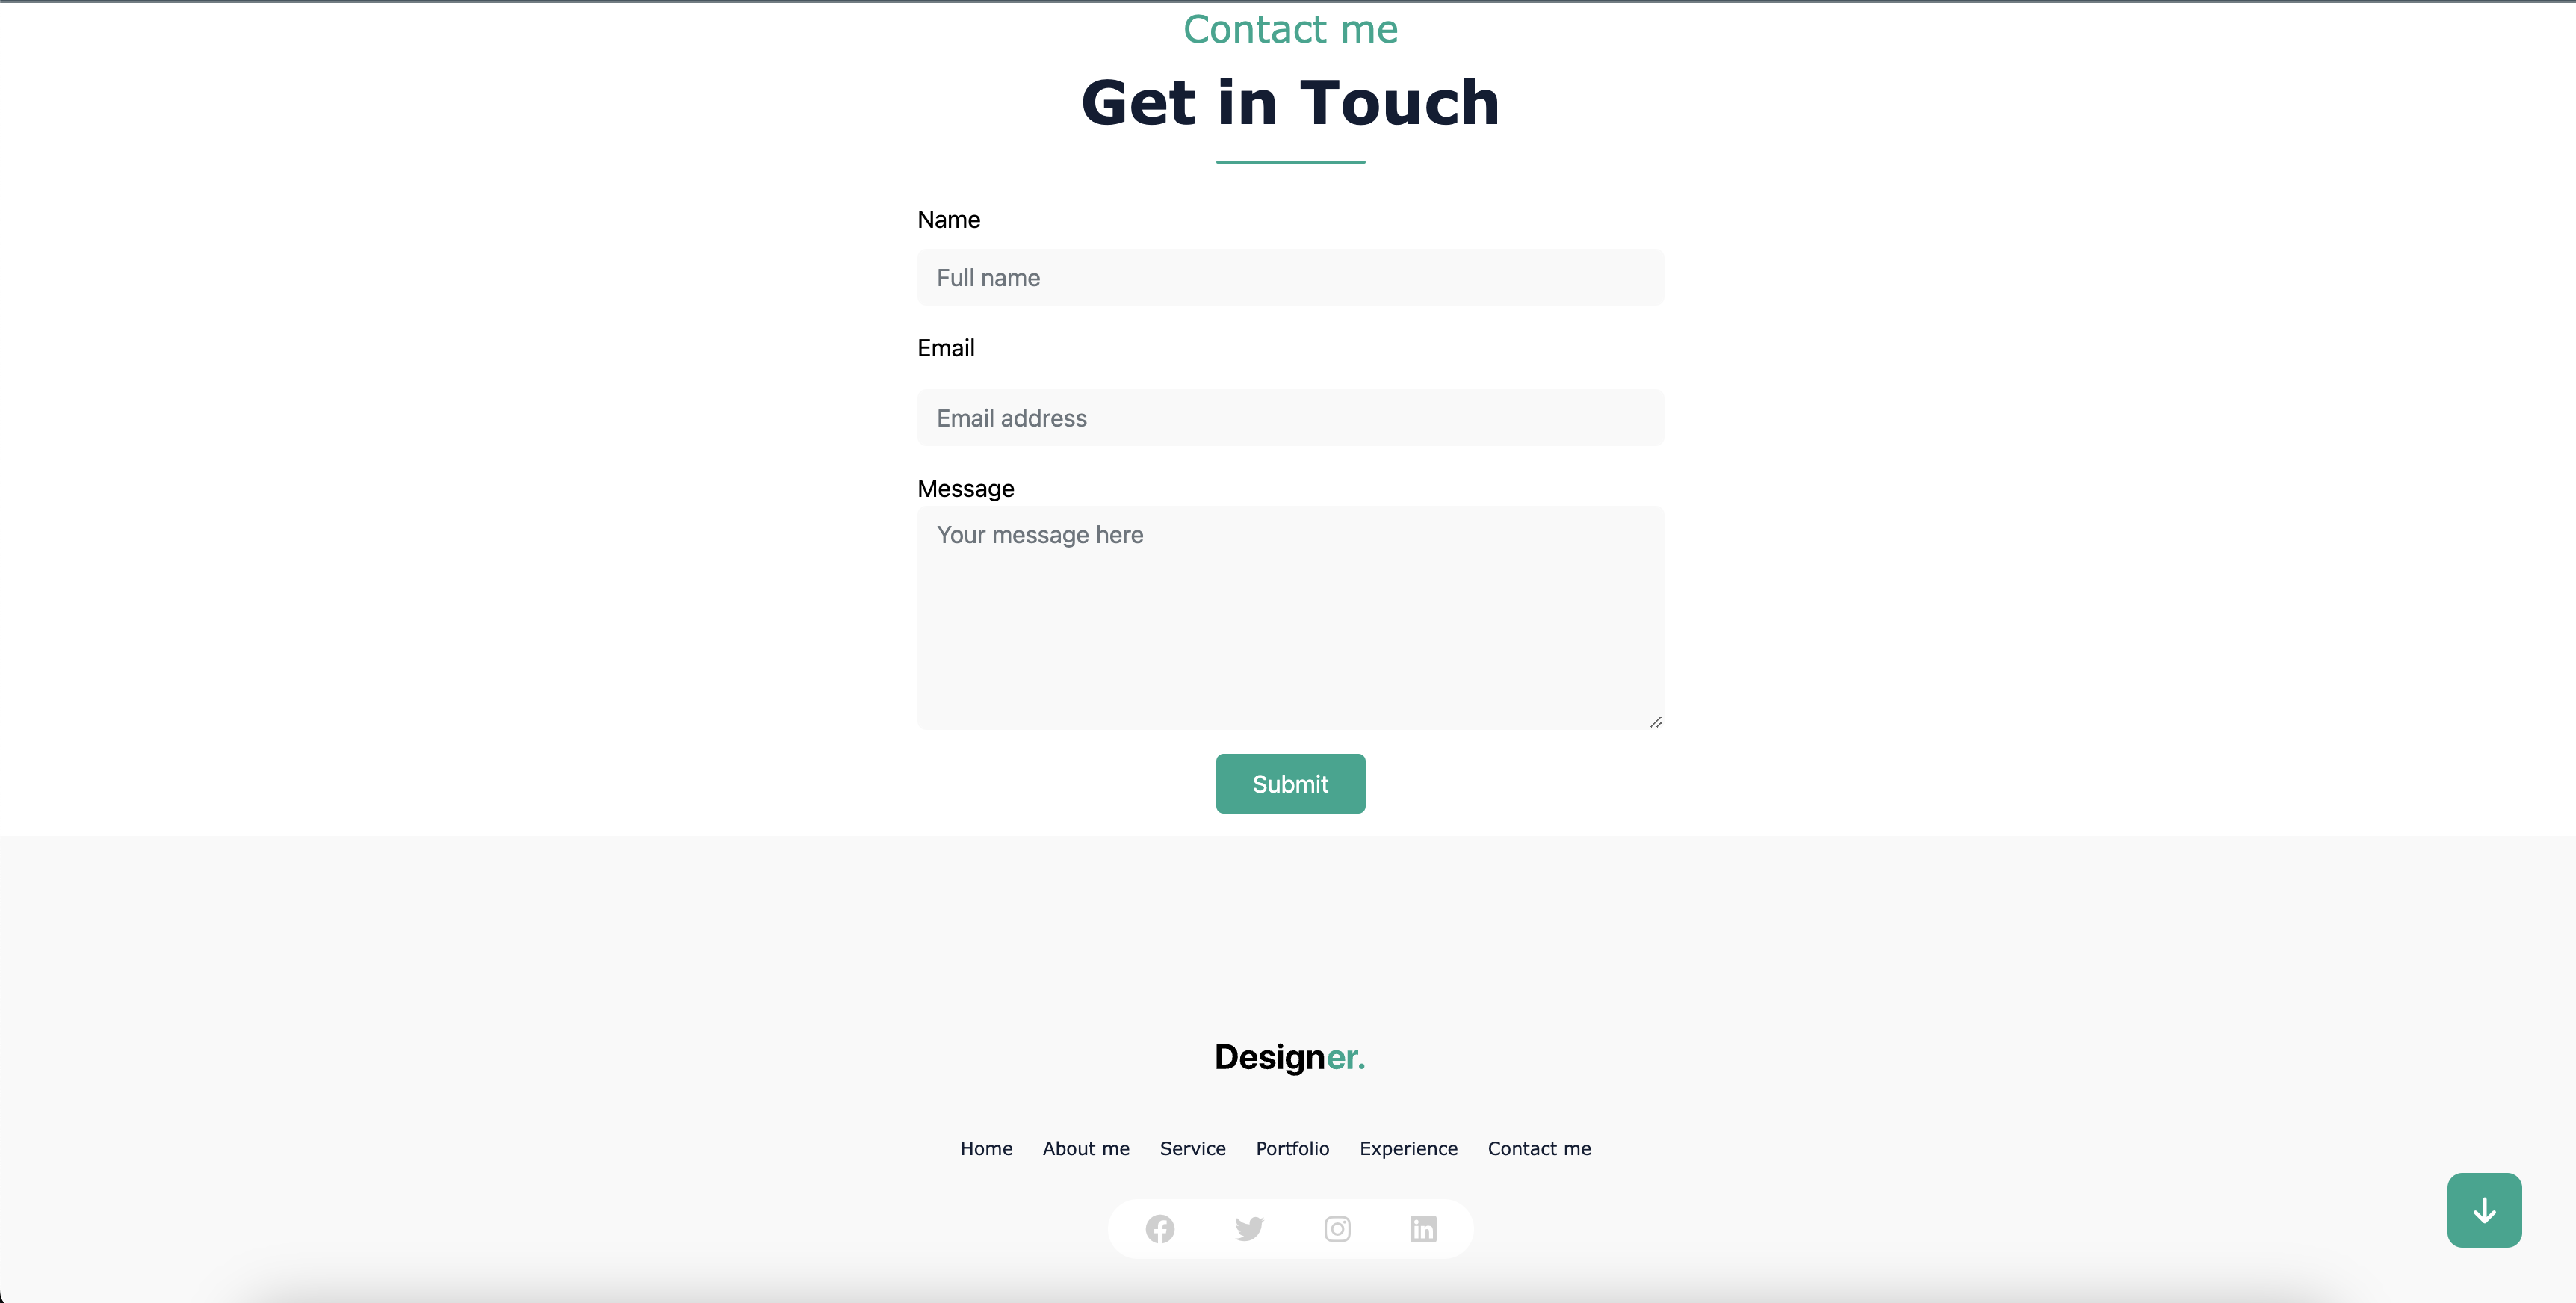 Contact me
Get in Touch
Name
Full name
Email
Email address
Message
Your message here
Submit
Designer.
Home About me Service Portfolio Experience Contact me